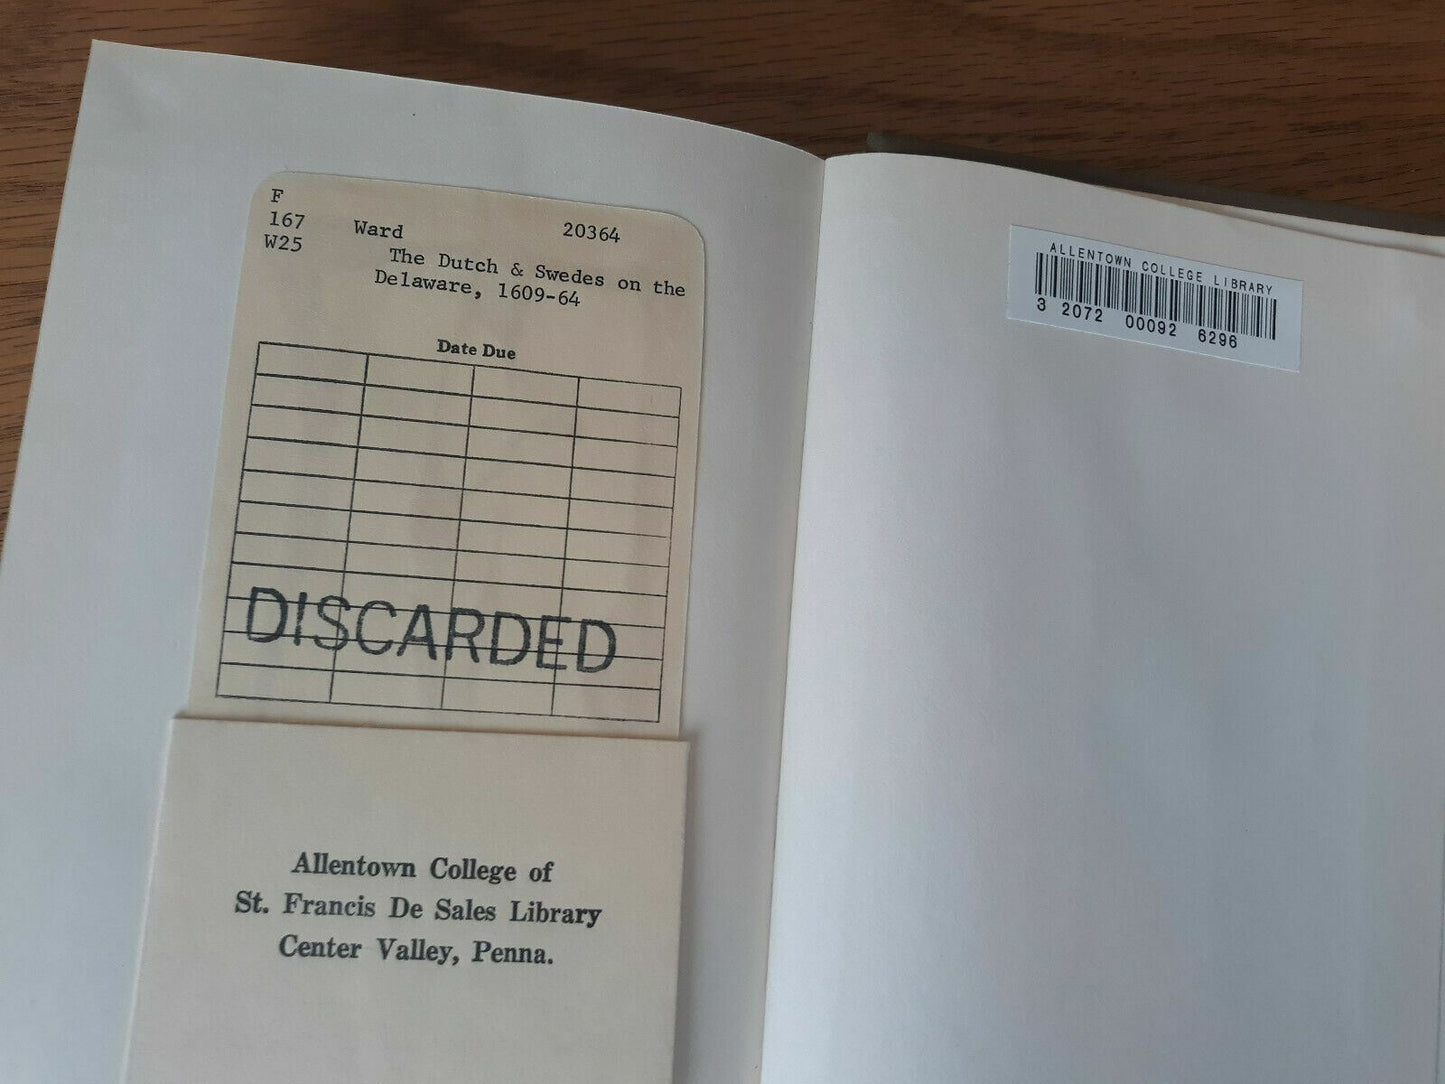 F
167 Ward 20364
W25 The Dutch & Swedes on the
Delaware, 1609-64
Date Due
DISCARDED
Allentown College of
St. Francis De Sales Library
Center Valley, Penna.
ALLENTOWN COLLEGE LIBRARY
3 2072 00092 6296